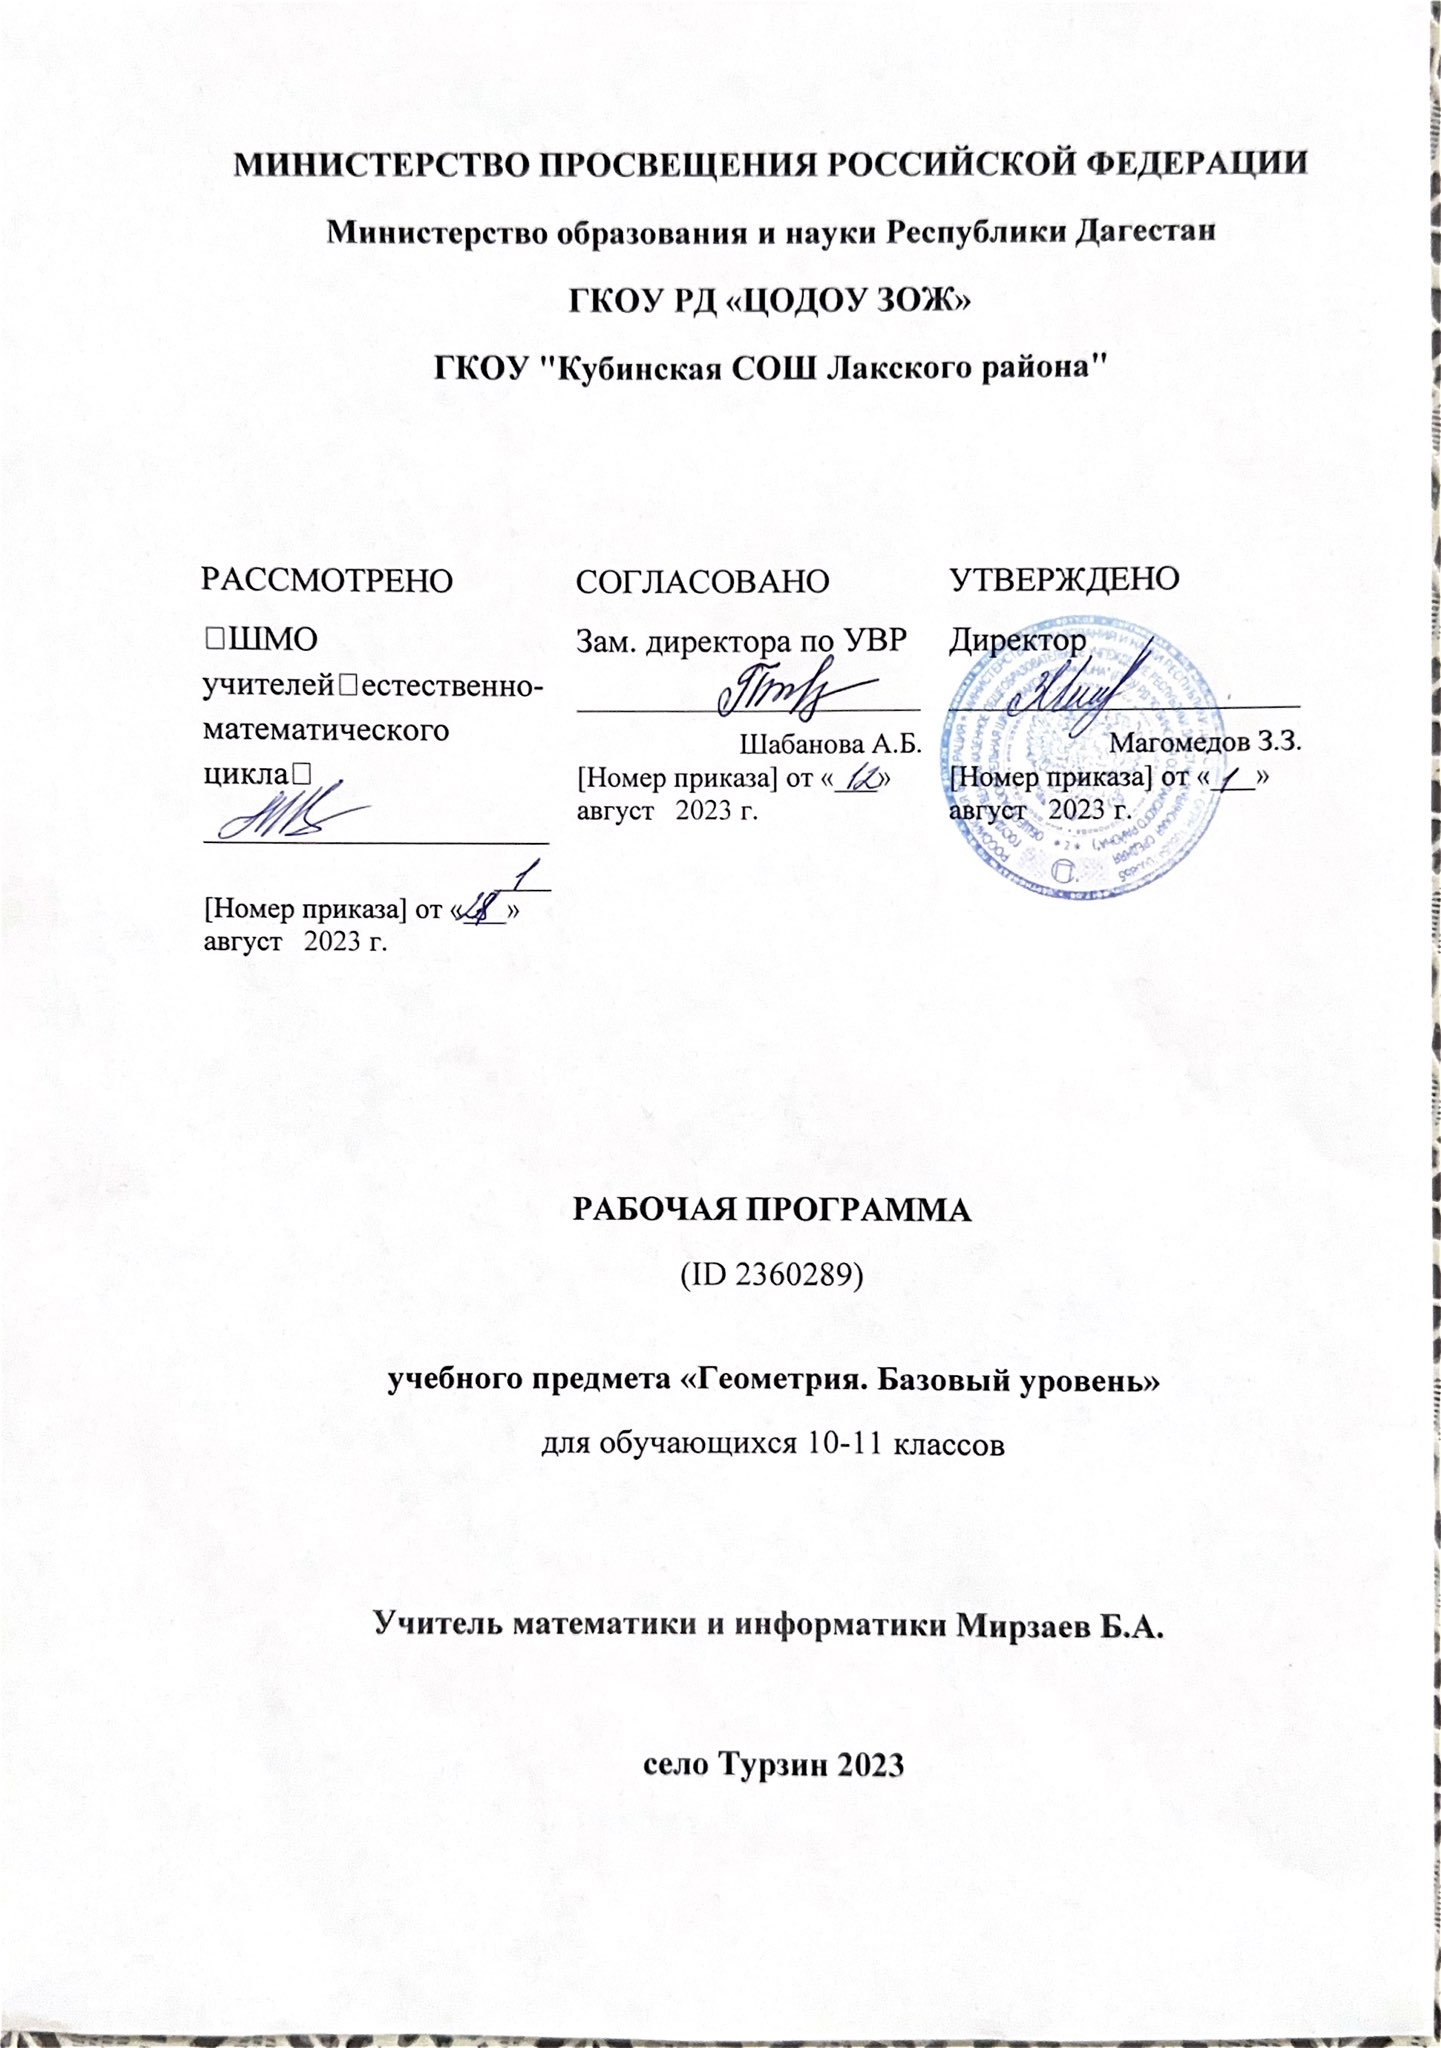 МИНИСТЕРСТВО ПРОСВЕЩЕНИЯ РОССИЙСКОЙ ФЕДЕРАЦИИ
Министерство образования и науки Республики Дагестан
ГКОУ РД «ЦОДОУ ЗОЖ»
ГКОУ "Кубинская СОШ Лакского района"
РАССМОТРЕНО
□ШМО
учителей□естественно-
математического
цикла□
1
[Номер приказа] от «28»
август 2023 г.
СОГЛАСОВАНО
Зам. директора по УВР
Шабанова А.Б.
[Номер приказа] от «12»
август 2023 г.
УТВЕРЖДЕНО
Директор
Магомедов З.З.
[Номер приказа] от «1»
август 2023 г.
РАБОЧАЯ ПРОГРАММА
(ID 2360289)
учебного предмета «Геометрия. Базовый уровень»
для обучающихся 10-11 классов
Учитель математики и информатики Мирзаев Б.А.
село Турзин 2023